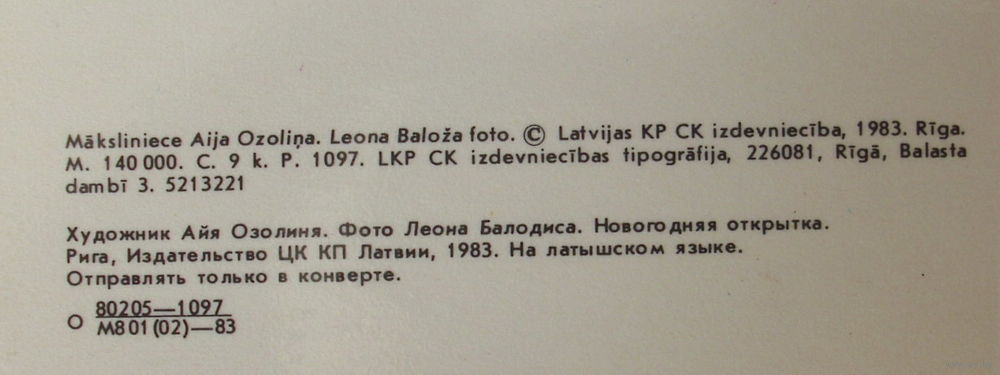 Māksliniece Aija Ozoliņa. Leona Baloža foto. © Latvijas KP CK izdevniecība, 1983. Rīga.
M. 140 000. C. 9 k. P. 1097. LKP CK izdevniecības tipogrāfija, 226081, Rīgā, Balasta
dambī 3. 5213221
Художник Айя Озолиня. Фото Леона Балодиса. Новогодняя открытка.
Рига, Издательство ЦК КП Латвии, 1983. На латышском языке.
Отправлять только в конверте.
О 80205—1097
М801(02)—83